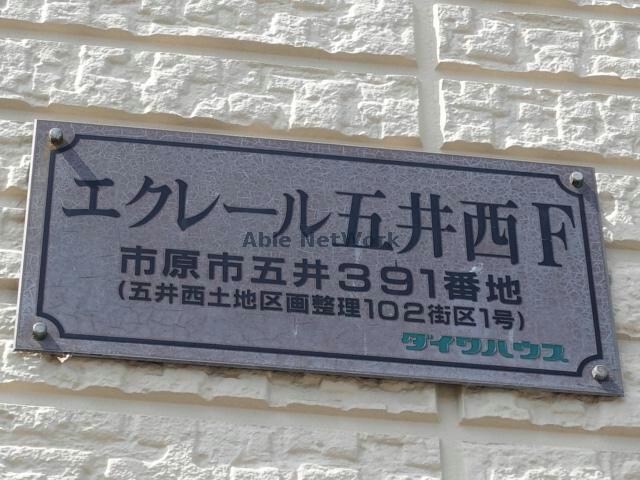 エクレール五井西F
Able NetWork
市原市五井391番地
(五井西土地区画整理102街区1号)
ダイワハウス